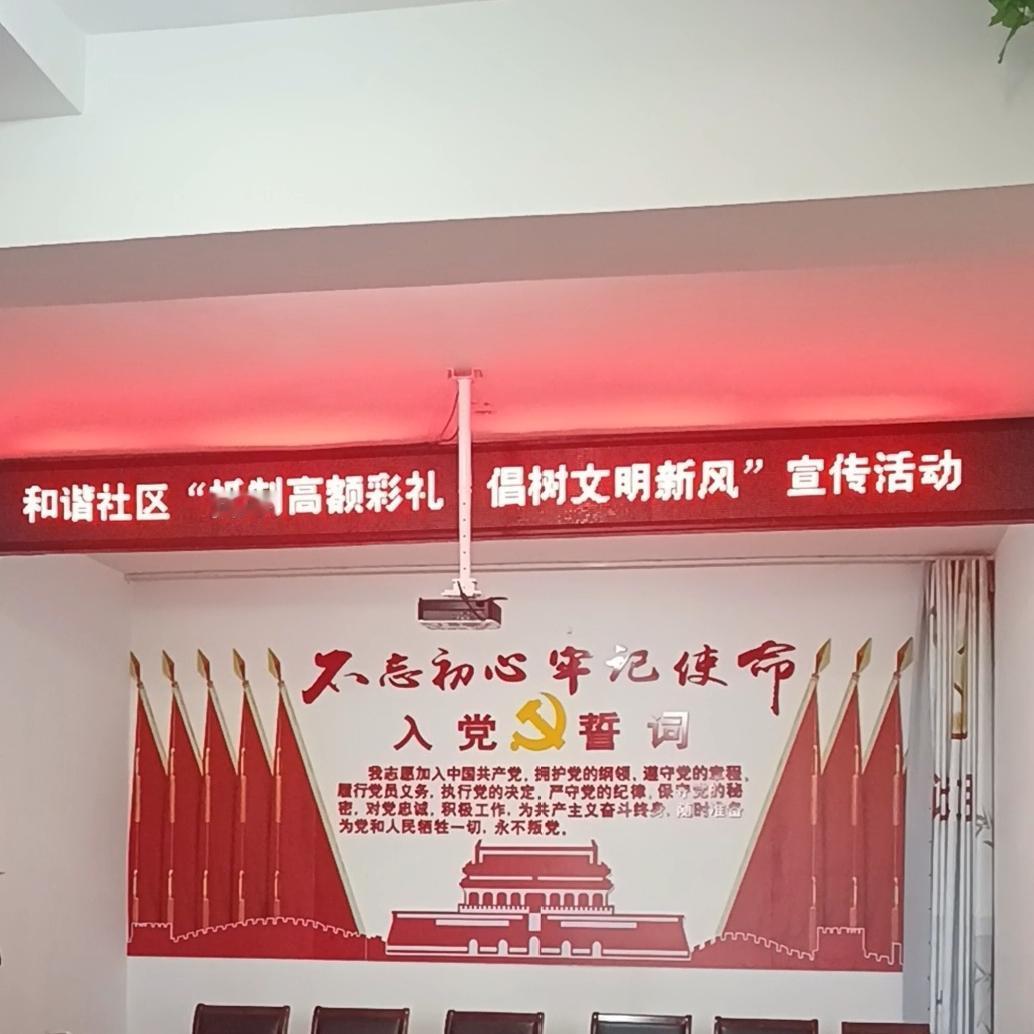 和谐社区“抵制高额彩礼 倡树文明新风”宣传活动
不忘初心 牢记使命
入党誓词
我志愿加入中国共产党，拥护党的纲领，遵守党的章程，
履行党员义务，执行党的决定，严守党的纪律，保守党的秘
密，对党忠诚，积极工作，为共产主义奋斗终身，随时准备
为党和人民牺牲一切，永不叛党。